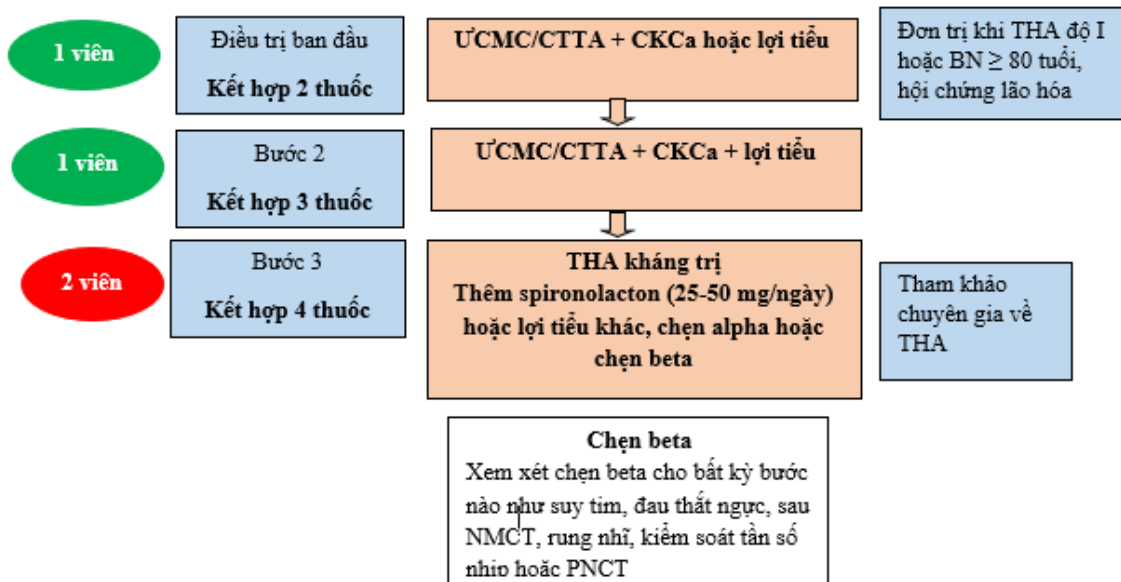 1 viên
Điều trị ban đầu
Kết hợp 2 thuốc
ƯCMC/CTTA + CKCa hoặc lợi tiểu
Đơn trị khi THA độ I
hoặc BN ≥ 80 tuổi,
hội chứng lão hóa
1 viên
Bước 2
Kết hợp 3 thuốc
ƯCMC/CTTA + CKCa + lợi tiểu
2 viên
Bước 3
Kết hợp 4 thuốc
THA kháng trị
Thêm spironolacton (25-50 mg/ngày)
hoặc lợi tiểu khác, chẹn alpha hoặc
chẹn beta
Tham khảo
chuyên gia về
THA
Chẹn beta
Xem xét chẹn beta cho bất kỳ bước
nào như suy tim, đau thắt ngực, sau
NMCT, rung nhĩ, kiểm soát tần số
nhịp hoặc PNCT